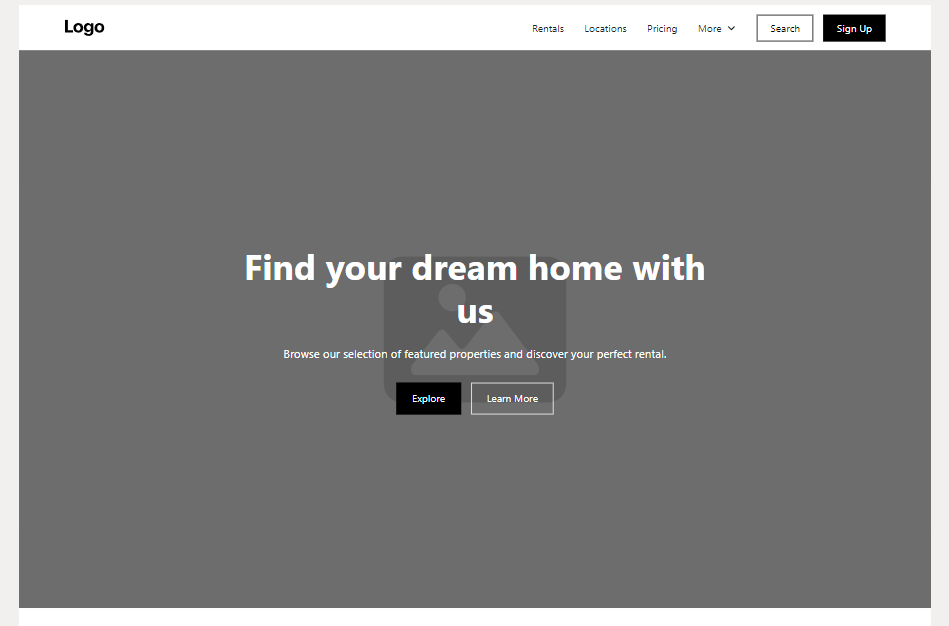 Logo
Rentals
Locations
Pricing
More
Search
Sign Up
Find your dream home with
us
Browse our selection of featured properties and discover your perfect rental.
Explore
Learn More